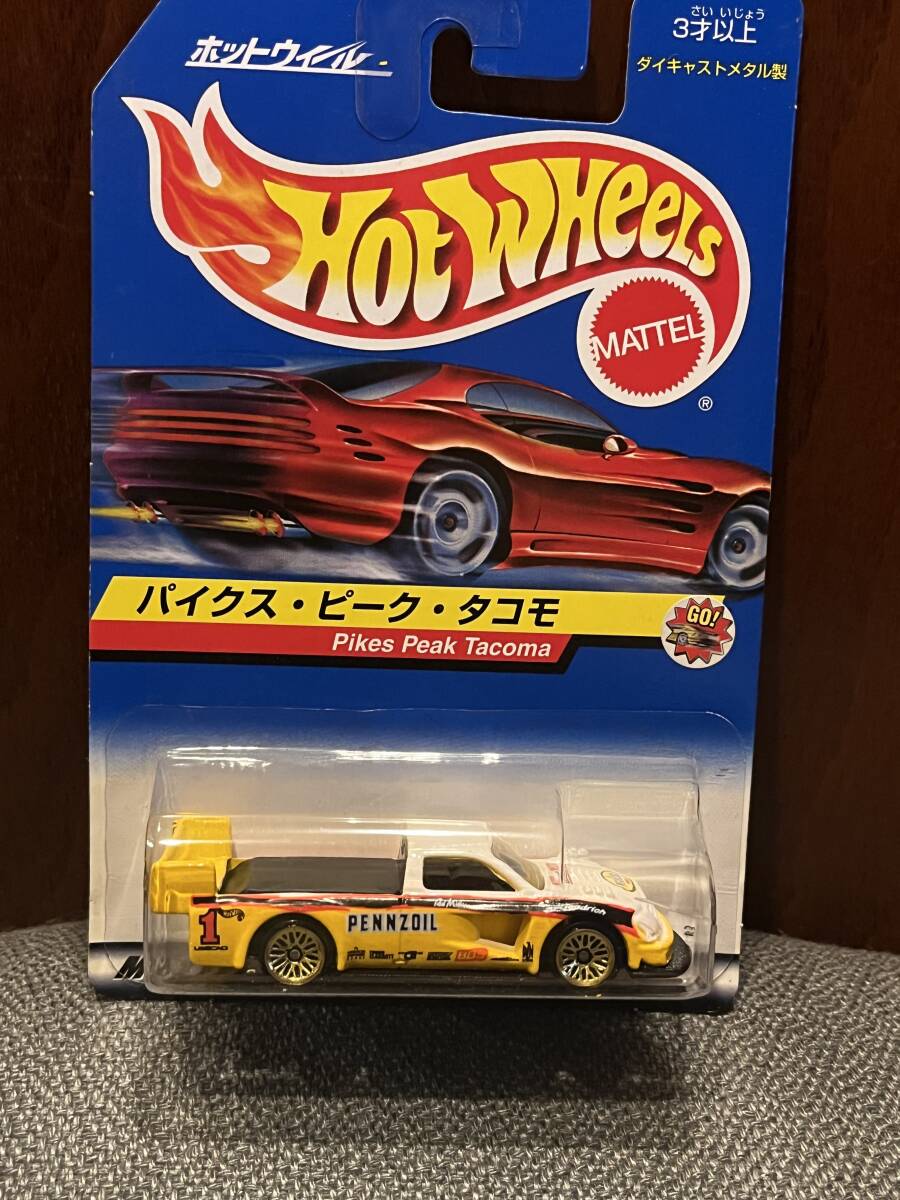 さい いじょう
3才以上
ホットウイール
ダイキャストメタル製
HOT WHEELS
MATTEL
®
パイクス・ピーク・タコモ
Pikes Peak Tacoma
GO!
1
PENNZOIL